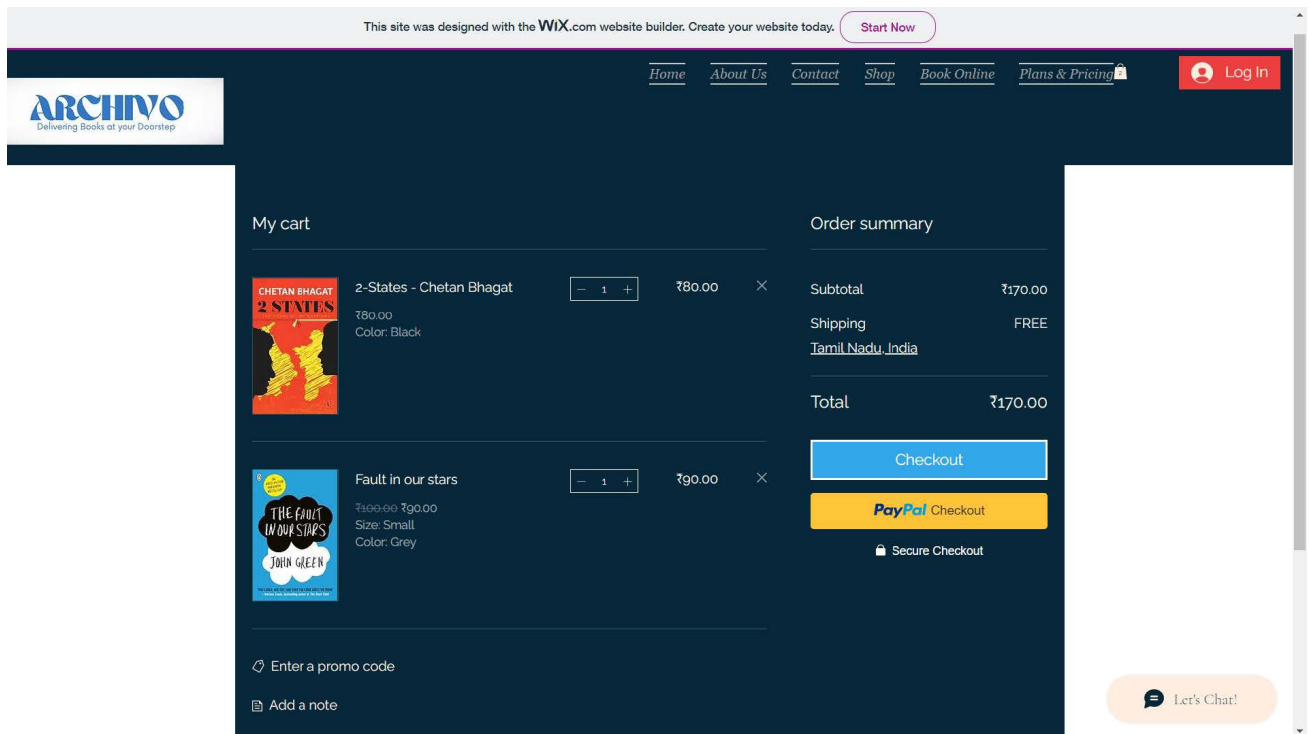 This site was designed with the WiX.com website builder. Create your website today. Start Now
Home About Us Contact Shop Book Online Plans & Pricing 2 Log In
ARCHIVO
Delivering Books at your Doorstep
My cart
CHETAN BHAGAT
2 STATES
2-States - Chetan Bhagat
₹80.00
Color: Black
1
₹80.00
THE FAULT
IN OUR STARS
JOHN GREEN
Fault in our stars
₹100.00 ₹90.00
Size: Small
Color: Grey
1
₹90.00
Enter a promo code
Add a note
Order summary
Subtotal ₹170.00
Shipping FREE
Tamil Nadu, India
Total ₹170.00
Checkout
PayPal Checkout
Secure Checkout
Let's Chat!